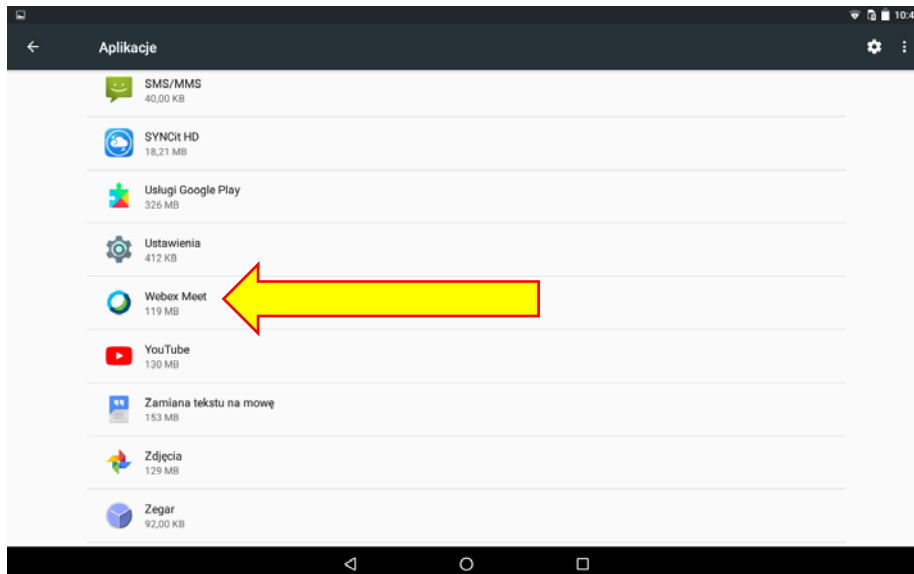 10:4
Aplikacje
SMS/MMS
40,00 KB
SYNCit HD
18,21 MB
Usługi Google Play
326 MB
Ustawienia
412 KB
Webex Meet
119 MB
YouTube
130 MB
Zamiana tekstu na mowę
153 MB
Zdjęcia
129 MB
Zegar
92,00 KB